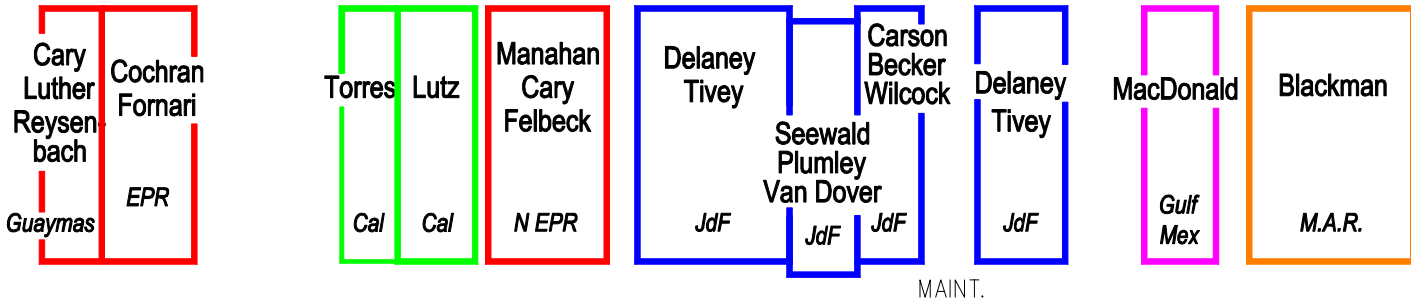 Cary
Luther
Reysen-
bach
Guaymas
Cochran
Fornari
EPR
Torres
Cal
Lutz
Cal
Manahan
Cary
Felbeck
N EPR
Delaney
Tivey
JdF
Seewald
Plumley
Van Dover
JdF
Carson
Becker
Wilcock
JdF
Delaney
Tivey
JdF
MacDonald
Gulf
Mex
Blackman
M.A.R.
MAINT.